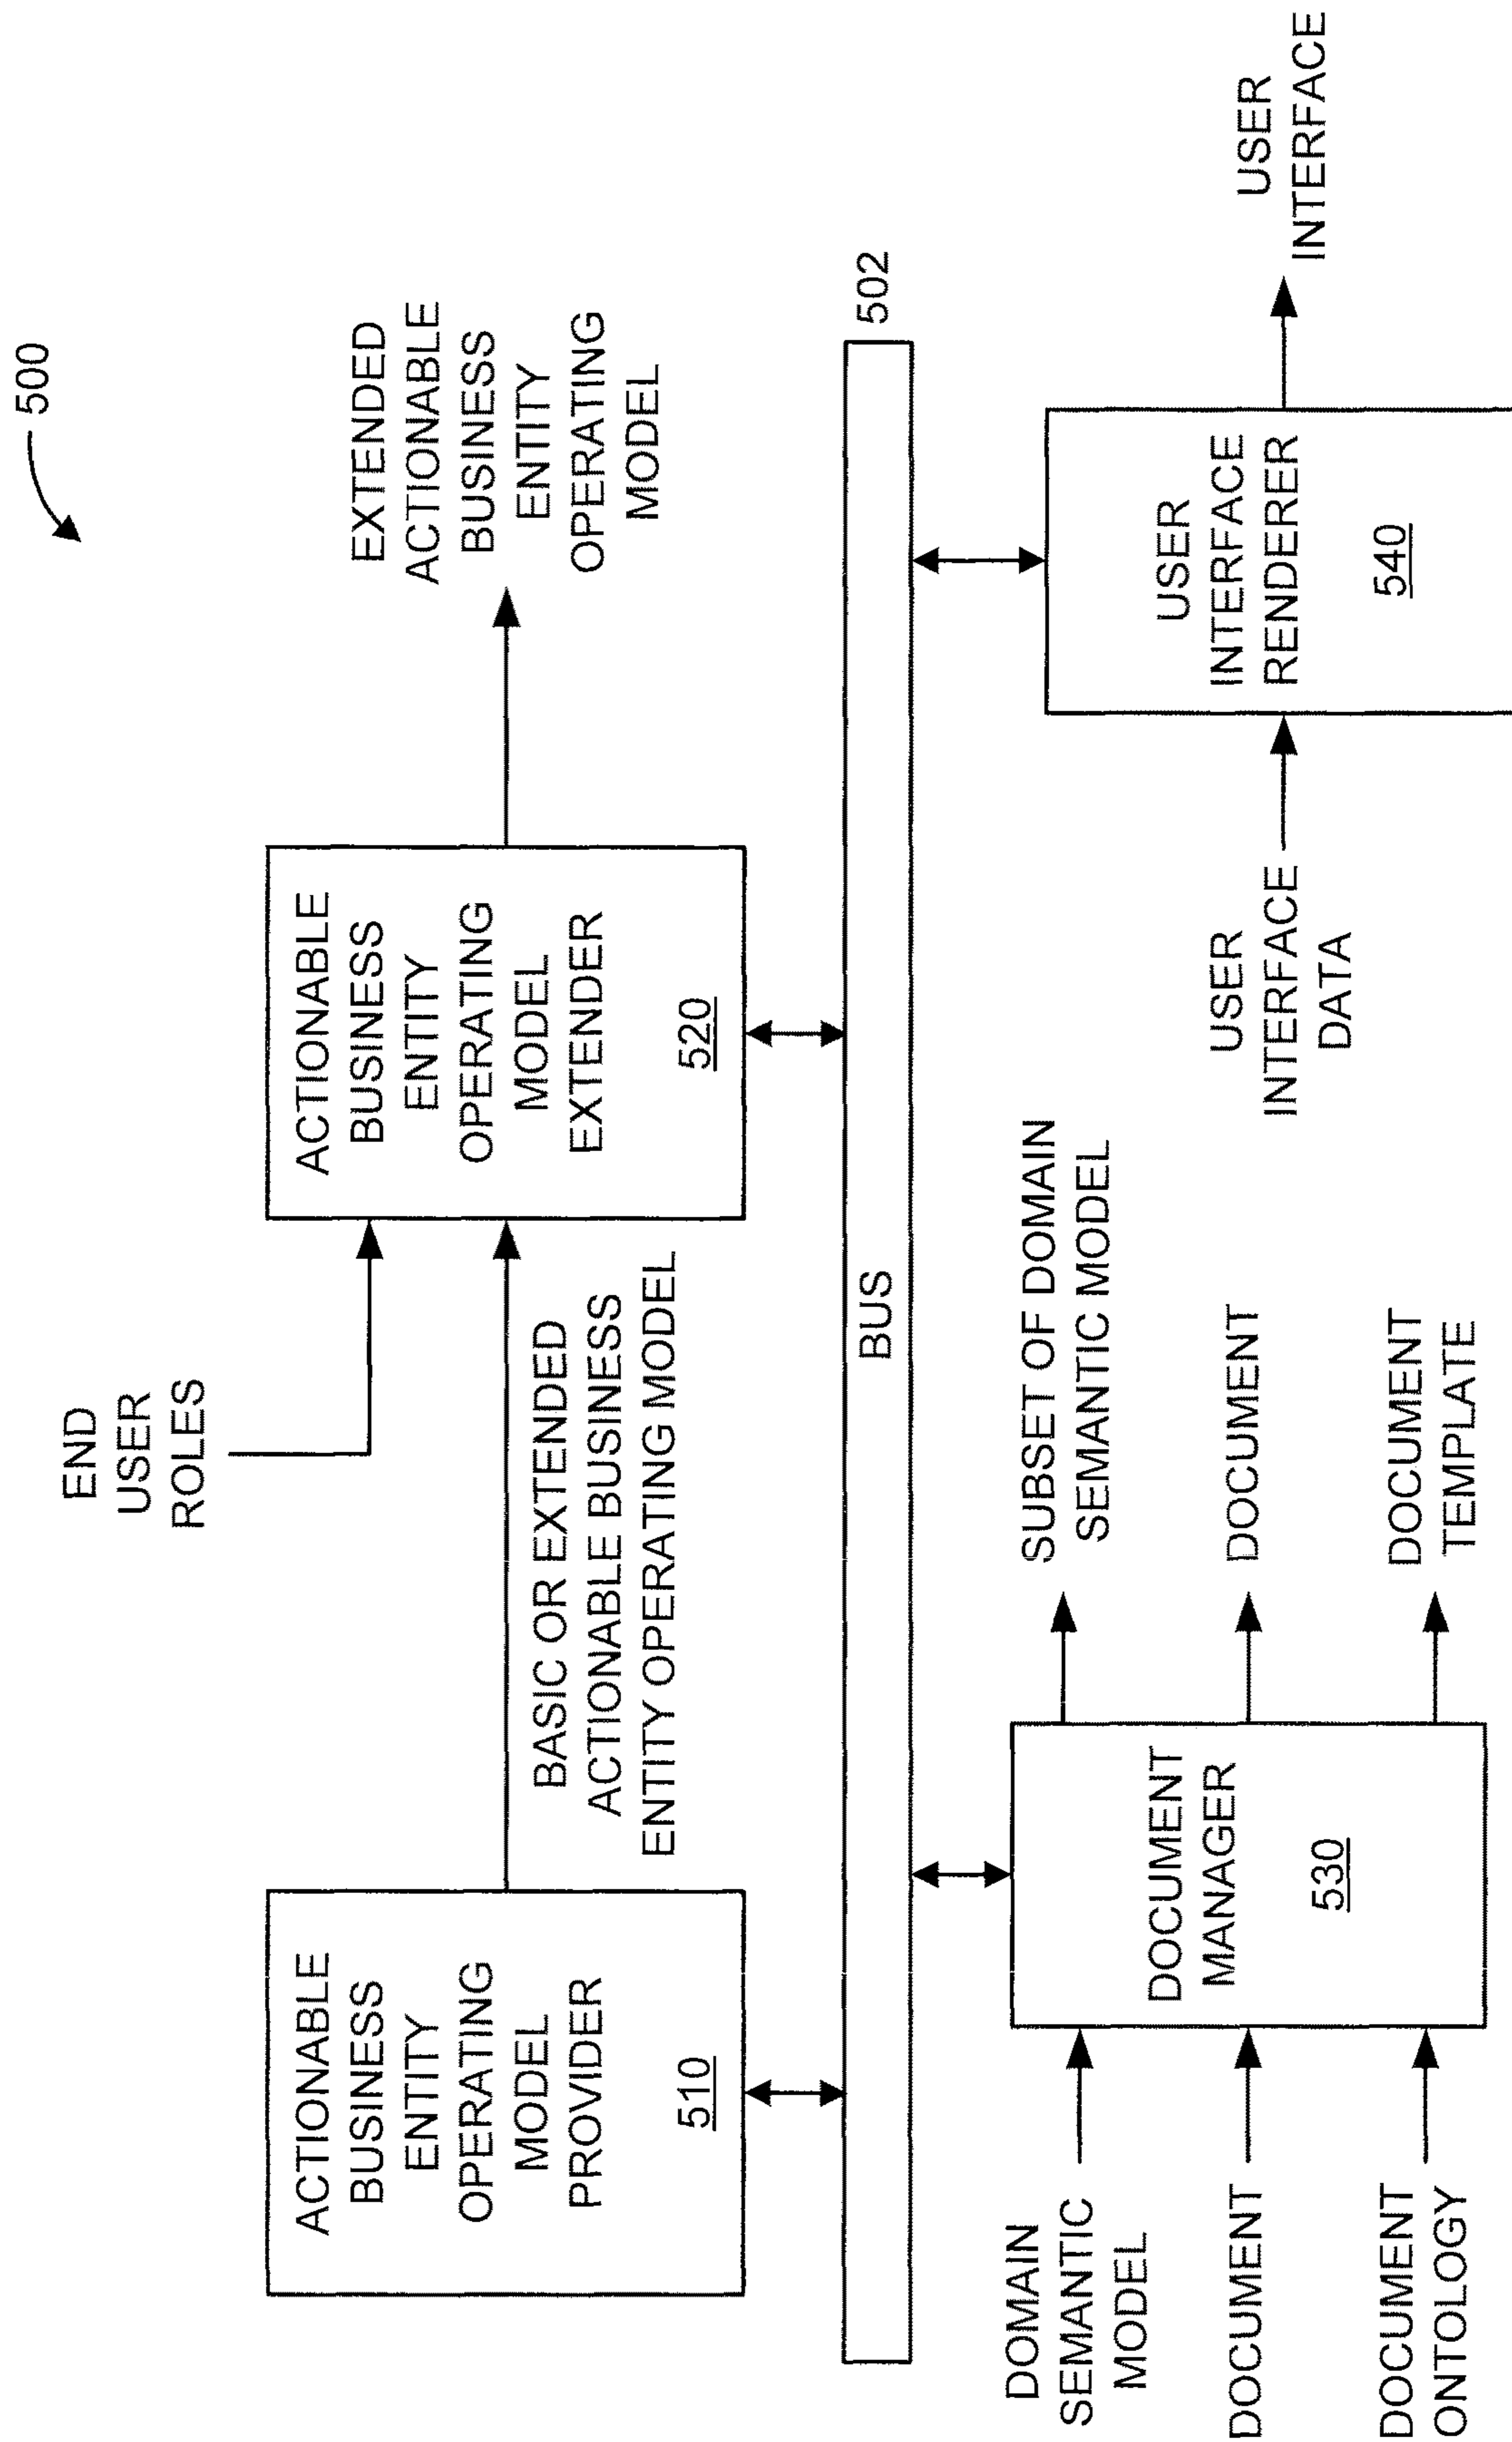 500
END
USER
ROLES
ACTIONABLE
BUSINESS
ENTITY
OPERATING
MODEL
PROVIDER
510
BASIC OR EXTENDED
ACTIONABLE BUSINESS
ENTITY OPERATING MODEL
ACTIONABLE
BUSINESS
ENTITY
OPERATING
MODEL
EXTENDER
520
EXTENDED
ACTIONABLE
BUSINESS
ENTITY
OPERATING
MODEL
BUS
502
DOMAIN
SEMANTIC
MODEL
DOCUMENT
DOCUMENT
ONTOLOGY
DOCUMENT
MANAGER
530
SUBSET OF DOMAIN
SEMANTIC MODEL
DOCUMENT
DOCUMENT
TEMPLATE
USER
INTERFACE
DATA
USER
INTERFACE
RENDERER
540
USER
INTERFACE